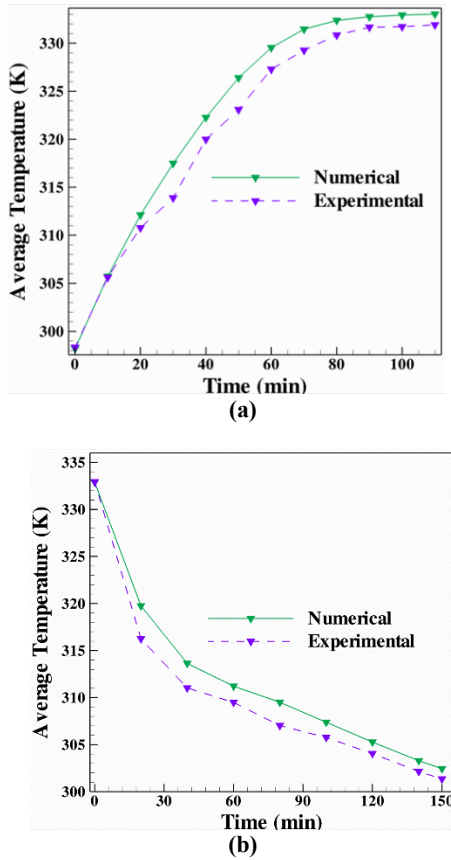 330
325
320
315
310
305
300
Average Temperature (K)
Numerical
Experimental
0 20 40 60 80 100
Time (min)
(a)
335
330
325
320
315
310
305
300
Average Temperature (K)
Numerical
Experimental
0 30 60 90 120 150
Time (min)
(b)